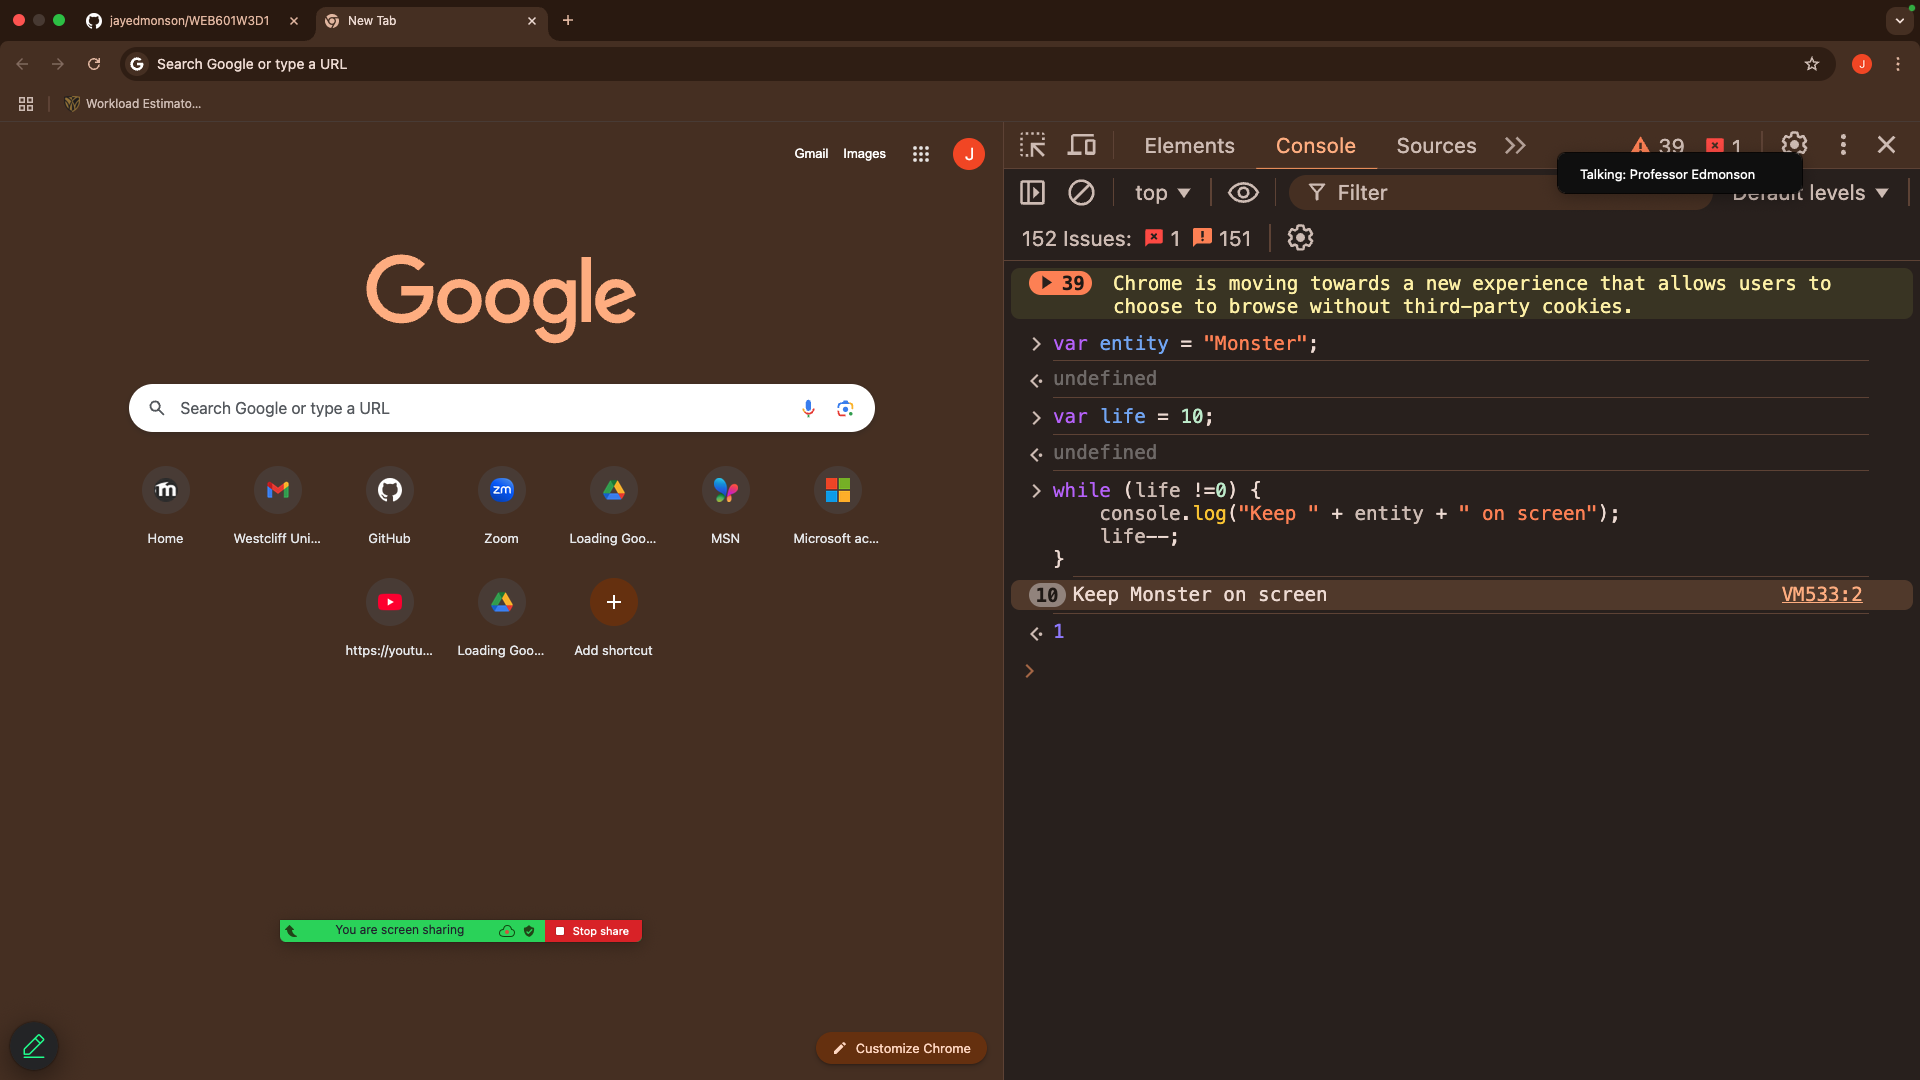 jayedmonson/WEB601W3D1
New Tab
Search Google or type a URL
J
Workload Estimato...
Gmail
Images
J
Google
Search Google or type a URL
Home
Westcliff Uni...
GitHub
zm
Zoom
Loading Goo...
MSN
Microsoft ac...
https://youtu...
Loading Goo...
Add shortcut
You are screen sharing
Stop share
Customize Chrome
Elements
Console
Sources
39
1
Talking: Professor Edmonson
top
Filter
Default levels
152 Issues:
1
151
39
Chrome is moving towards a new experience that allows users to
choose to browse without third-party cookies.
var entity = "Monster";
undefined
var life = 10;
undefined
while (life !=0) {
console.log("Keep " + entity + " on screen");
life--;
}
10 Keep Monster on screen
VM533:2
1